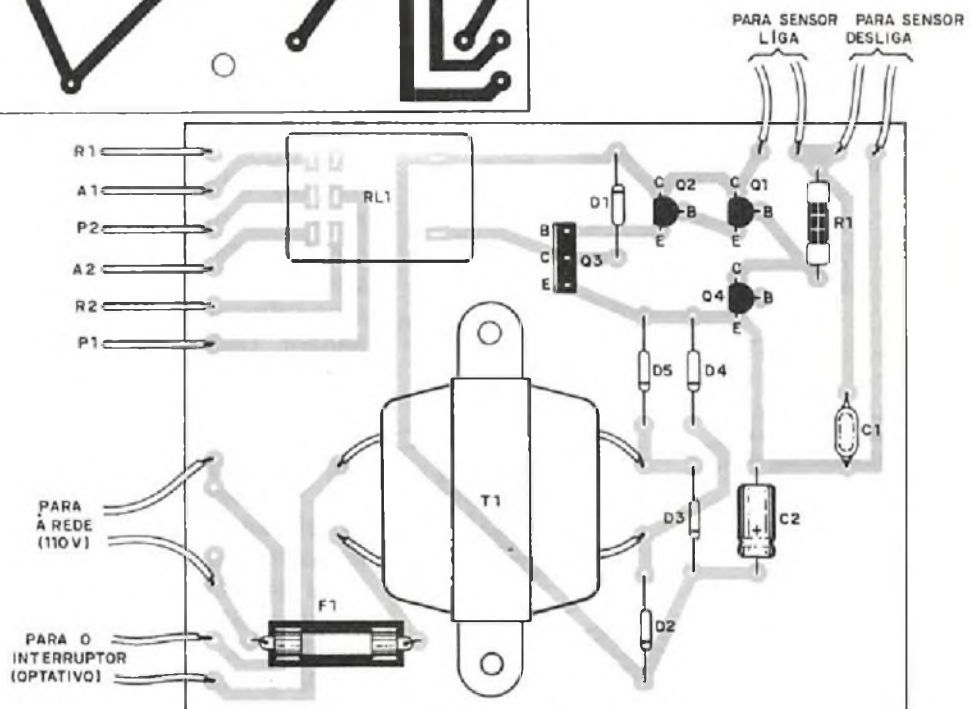 PARA SENSOR
LIGA
PARA SENSOR
DESLIGA
R1
A1
P2
A2
R2
P1
RL1
D1
C
Q2
B
E
C
Q1
B
E
R1
B
C
Q3
E
C
Q4
B
E
D5
D4
C1
T1
D3
C2
+
PARA
À REDE
(110V)
F1
D2
PARA O
INTERRUPTOR
(OPTATIVO)